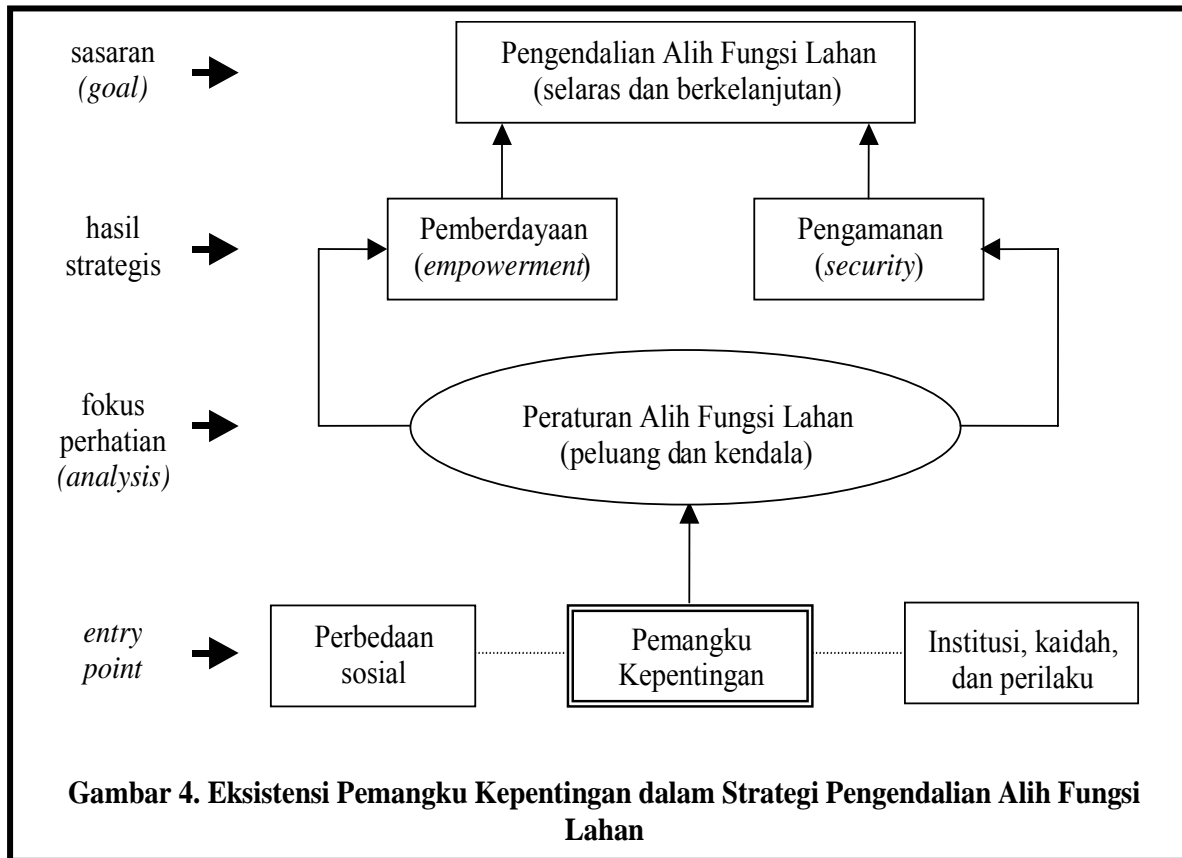 sasaran
(goal)
Pengendalian Alih Fungsi Lahan
(selaras dan berkelanjutan)
hasil
strategis
Pemberdayaan
(empowerment)
Pengamanan
(security)
fokus
perhatian
(analysis)
Peraturan Alih Fungsi Lahan
(peluang dan kendala)
entry
point
Perbedaan
sosial
Pemangku
Kepentingan
Institusi, kaidah,
dan perilaku
Gambar 4. Eksistensi Pemangku Kepentingan dalam Strategi Pengendalian Alih Fungsi
Lahan